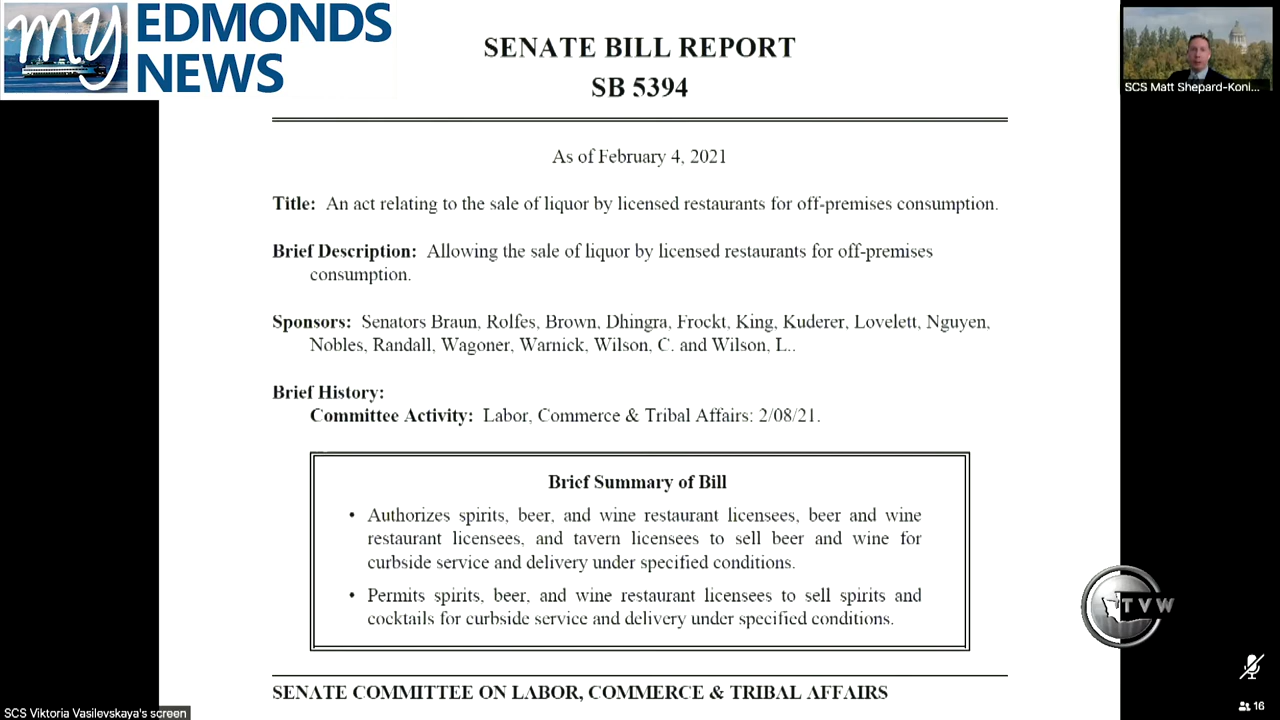 my EDMONDS
NEWS
SENATE BILL REPORT
SB 5394
SCS Matt Shepard-Koni...
As of February 4, 2021
Title: An act relating to the sale of liquor by licensed restaurants for off-premises consumption.
Brief Description: Allowing the sale of liquor by licensed restaurants for off-premises
consumption.
Sponsors: Senators Braun, Rolfes, Brown, Dhingra, Frockt, King, Kuderer, Lovelett, Nguyen,
Nobles, Randall, Wagoner, Warnick, Wilson, C. and Wilson, L..
Brief History:
Committee Activity: Labor, Commerce & Tribal Affairs: 2/08/21.
Brief Summary of Bill
• Authorizes spirits, beer, and wine restaurant licensees, beer and wine
restaurant licensees, and tavern licensees to sell beer and wine for
curbside service and delivery under specified conditions.
• Permits spirits, beer, and wine restaurant licensees to sell spirits and
cocktails for curbside service and delivery under specified conditions.
TVW
SENATE COMMITTEE ON LABOR, COMMERCE & TRIBAL AFFAIRS
SCS Viktoria Vasilevskaya's screen
16